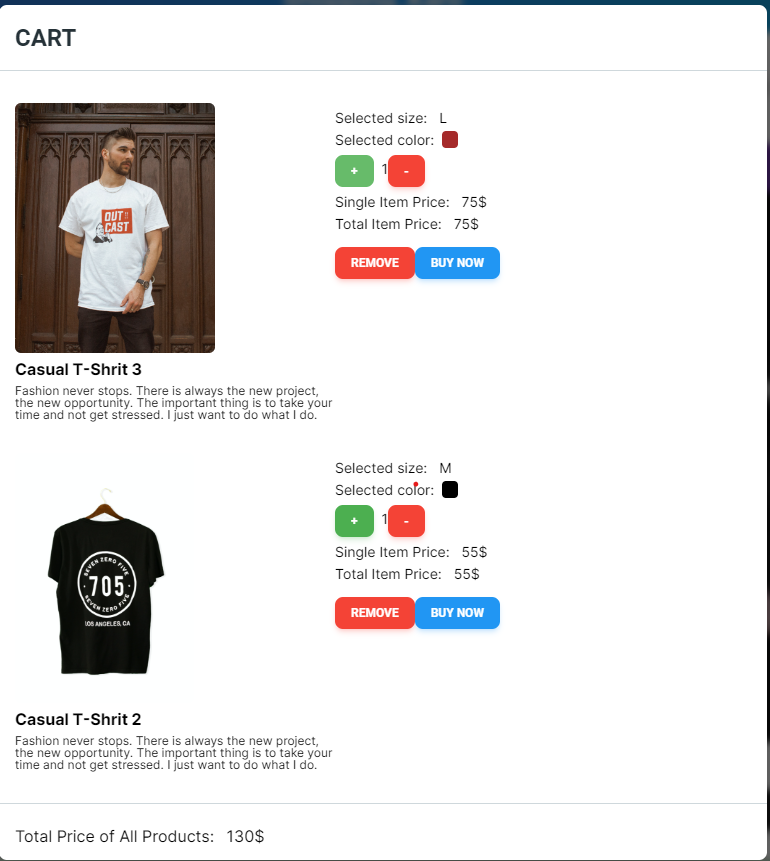 CART
OUT
CAST
Casual T-Shrit 3
Fashion never stops. There is always the new project,
the new opportunity. The important thing is to take your
time and not get stressed. I just want to do what I do.
Selected size: L
Selected color:
+ 1 -
Single Item Price: 75$
Total Item Price: 75$
REMOVE BUY NOW
SEVEN ZERO FIVE
705
SEVEN ZERO FIVE
LOS ANGELES, CA
Casual T-Shrit 2
Fashion never stops. There is always the new project,
the new opportunity. The important thing is to take your
time and not get stressed. I just want to do what I do.
Selected size: M
Selected color:
+ 1 -
Single Item Price: 55$
Total Item Price: 55$
REMOVE BUY NOW
Total Price of All Products: 130$